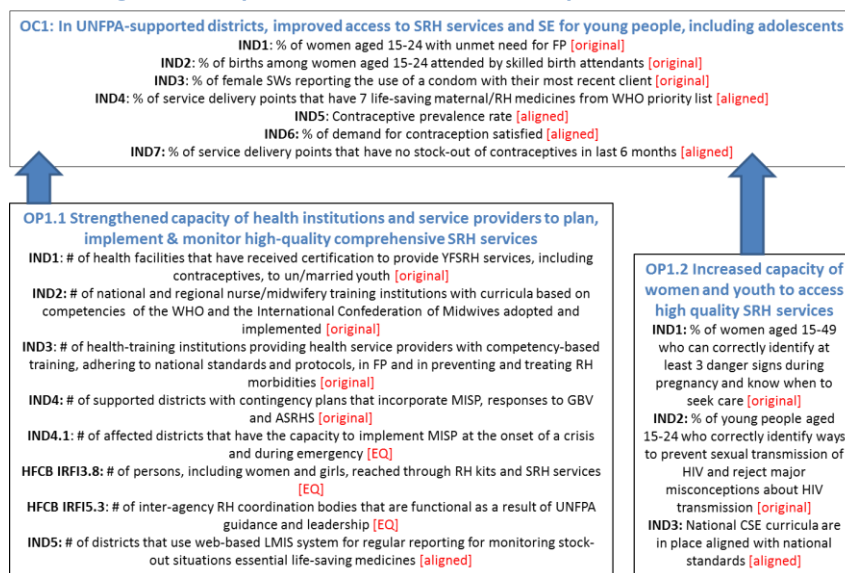 OC1: In UNFPA-supported districts, improved access to SRH services and SE for young people, including adolescents
IND1: % of women aged 15-24 with unmet need for FP [original]
IND2: % of births among women aged 15-24 attended by skilled birth attendants [original]
IND3: % of female SWs reporting the use of a condom with their most recent client [original]
IND4: % of service delivery points that have 7 life-saving maternal/RH medicines from WHO priority list [aligned]
IND5: Contraceptive prevalence rate [aligned]
IND6: % of demand for contraception satisfied [aligned]
IND7: % of service delivery points that have no stock-out of contraceptives in last 6 months [aligned]
OP1.1 Strengthened capacity of health institutions and service providers to plan,
implement & monitor high-quality comprehensive SRH services
IND1: # of health facilities that have received certification to provide YFSRH services, including
contraceptives, to un/married youth [original]
IND2: # of national and regional nurse/midwifery training institutions with curricula based on
competencies of the WHO and the International Confederation of Midwives adopted and
implemented [original]
IND3: # of health-training institutions providing health service providers with competency-based
training, adhering to national standards and protocols, in FP and in preventing and treating RH
morbidities [original]
IND4: # of supported districts with contingency plans that incorporate MISP, responses to GBV
and ASRHS [original]
IND4.1: # of affected districts that have the capacity to implement MISP at the onset of a crisis
and during emergency [EQ]
HFCB IRFI3.8: # of persons, including women and girls, reached through RH kits and SRH services
[EQ]
HFCB IRFI5.3: # of inter-agency RH coordination bodies that are functional as a result of UNFPA
guidance and leadership [EQ]
IND5: # of districts that use web-based LMIS system for regular reporting for monitoring stock-
out situations essential life-saving medicines [aligned]
OP1.2 Increased capacity of
women and youth to access
high quality SRH services
IND1: % of women aged 15-49
who can correctly identify at
least 3 danger signs during
pregnancy and know when to
seek care [original]
IND2: % of young people aged
15-24 who correctly identify ways
to prevent sexual transmission of
HIV and reject major
misconceptions about HIV
transmission [original]
IND3: National CSE curricula are
in place aligned with national
standards [aligned]